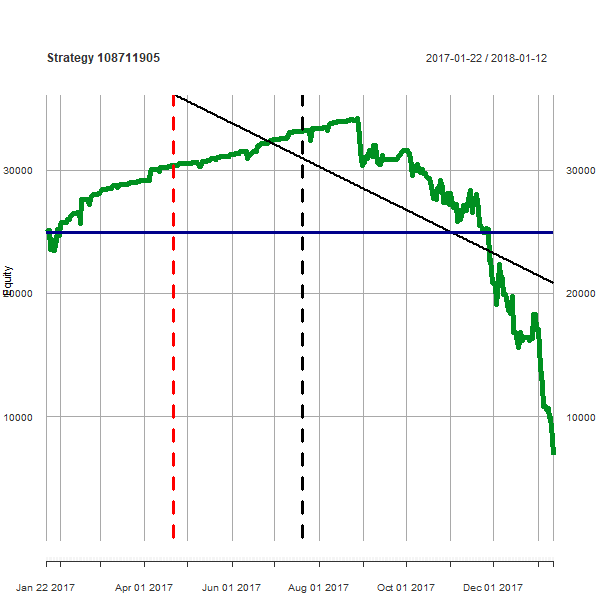 Strategy 108711905
2017-01-22 / 2018-01-12
30000
30000
Equity
20000
20000
10000
10000
Jan 22 2017
Apr 01 2017
Jun 01 2017
Aug 01 2017
Oct 01 2017
Dec 01 2017